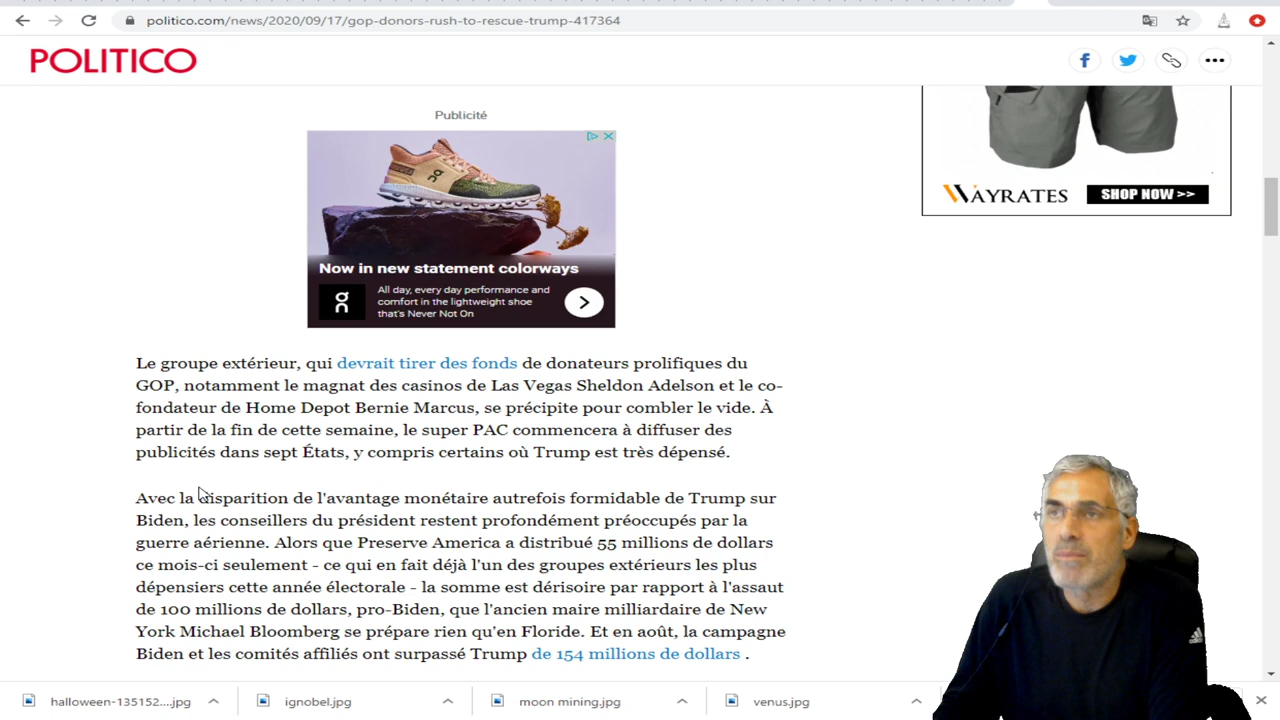 politico.com/news/2020/09/17/gop-donors-rush-to-rescue-trump-417364
POLITICO
Publicité
Now in new statement colorways
All day, every day performance and
comfort in the lightweight shoe
that's Never Not On
WAYRATES
SHOP NOW >>
Le groupe extérieur, qui devrait tirer des fonds de donateurs prolifiques du
GOP, notamment le magnat des casinos de Las Vegas Sheldon Adelson et le co-
fondateur de Home Depot Bernie Marcus, se précipite pour combler le vide. À
partir de la fin de cette semaine, le super PAC commencera à diffuser des
publicités dans sept États, y compris certains où Trump est très dépensé.
Avec la disparition de l'avantage monétaire autrefois formidable de Trump sur
Biden, les conseillers du président restent profondément préoccupés par la
guerre aérienne. Alors que Preserve America a distribué 55 millions de dollars
ce mois-ci seulement - ce qui en fait déjà l'un des groupes extérieurs les plus
dépensiers cette année électorale - la somme est dérisoire par rapport à l'assaut
de 100 millions de dollars, pro-Biden, que l'ancien maire milliardaire de New
York Michael Bloomberg se prépare rien qu'en Floride. Et en août, la campagne
Biden et les comités affiliés ont surpassé Trump de 154 millions de dollars .
halloween-135152....jpg
ignobel.jpg
moon mining.jpg
venus.jpg